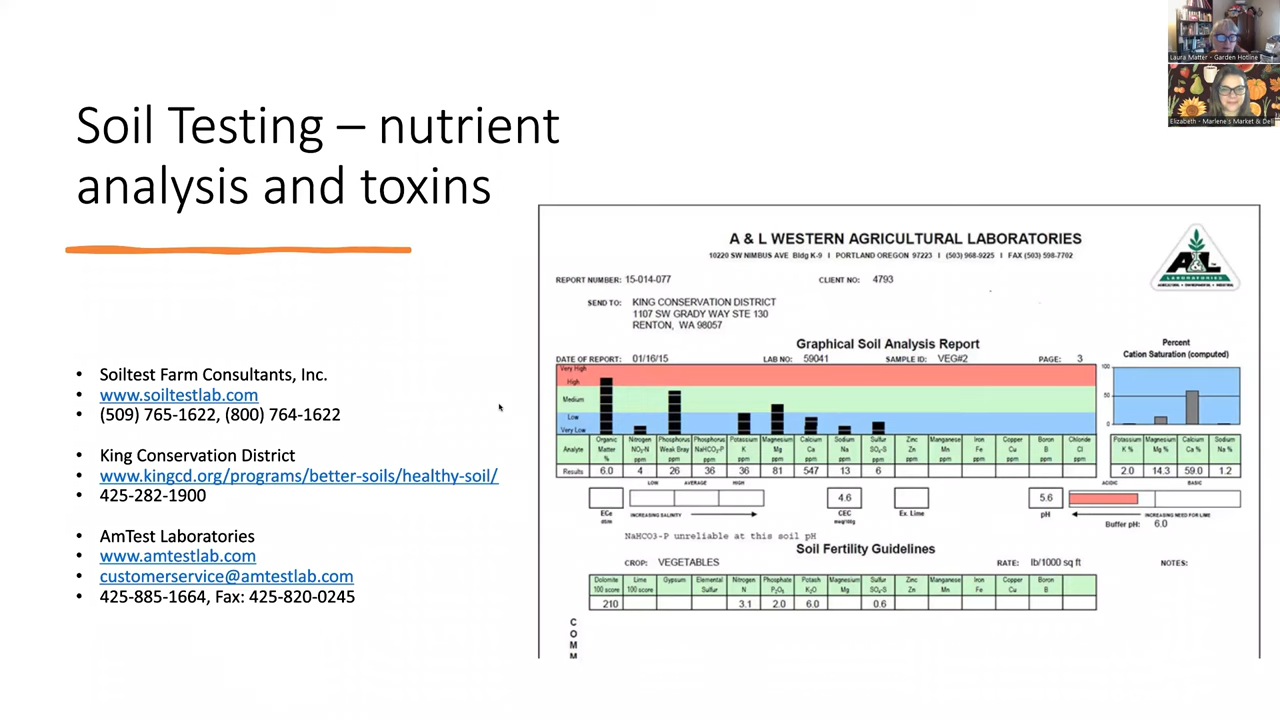 Laura Matter - Garden Hotline
Elizabeth - Marlene's Market & Deli
Soil Testing – nutrient
analysis and toxins
• Soiltest Farm Consultants, Inc.
• www.soiltestlab.com
• (509) 765-1622, (800) 764-1622
King Conservation District
• www.kingcd.org/programs/better-soils/healthy-soil/
• 425-282-1900
AmTest Laboratories
• www.amtestlab.com
• customerservice@amtestlab.com
• 425-885-1664, Fax: 425-820-0245
A & L WESTERN AGRICULTURAL LABORATORIES
10220 SW NIMBUS AVE Bldg K-9 I PORTLAND OREGON 97223 I (503) 968-9225 I FAX (503) 598-7702
A&L
LABORATORIES
REPORT NUMBER: 15-014-077 CLIENT NO: 4793
SEND TO: KING CONSERVATION DISTRICT
1107 SW GRADY WAY STE 130
RENTON, WA 98057
Graphical Soil Analysis Report
DATE OF REPORT: 01/16/15 LAB NO: 59041 SAMPLE ID: VEG#2 PAGE: 3
Very High
High
Medium
Low
Very Low
Analyte
Organic Matter %
Nitrogen NO3-N ppm
Phosphorus Weak Bray ppm
Phosphorus NaHCO3-P ppm
Potassium K ppm
Magnesium Mg ppm
Calcium Ca ppm
Sodium Na ppm
Sulfur SO4-S ppm
Zinc Zn ppm
Manganese Mn ppm
Iron Fe ppm
Copper Cu ppm
Boron B ppm
Chloride Cl ppm
Results 6.0 4 26 36 36 81 547 13 6
Percent
Cation Saturation (computed)
100
50
0
Potassium K %
Magnesium Mg %
Calcium Ca %
Sodium Na %
2.0 14.3 59.0 1.2
LOW AVERAGE HIGH
ACIDIC BASIC
4.6 5.6
ECe
INCREASING SALINITY
CEC
meq/100g
Ex. Lime
pH
INCREASING NEED FOR LIME
Buffer pH: 6.0
NaHCO3-P unreliable at this soil pH
Soil Fertility Guidelines
CROP: VEGETABLES RATE: lb/1000 sq ft NOTES:
Dolomite 100 score
Lime 100 score
Gypsum
Elemental Sulfur
Nitrogen N
Phosphate P2O5
Potash K2O
Magnesium Mg
Sulfur SO4-S
Zinc Zn
Manganese Mn
Iron Fe
Copper Cu
Boron B
210 3.1 2.0 6.0 0.6
C
O
M
M